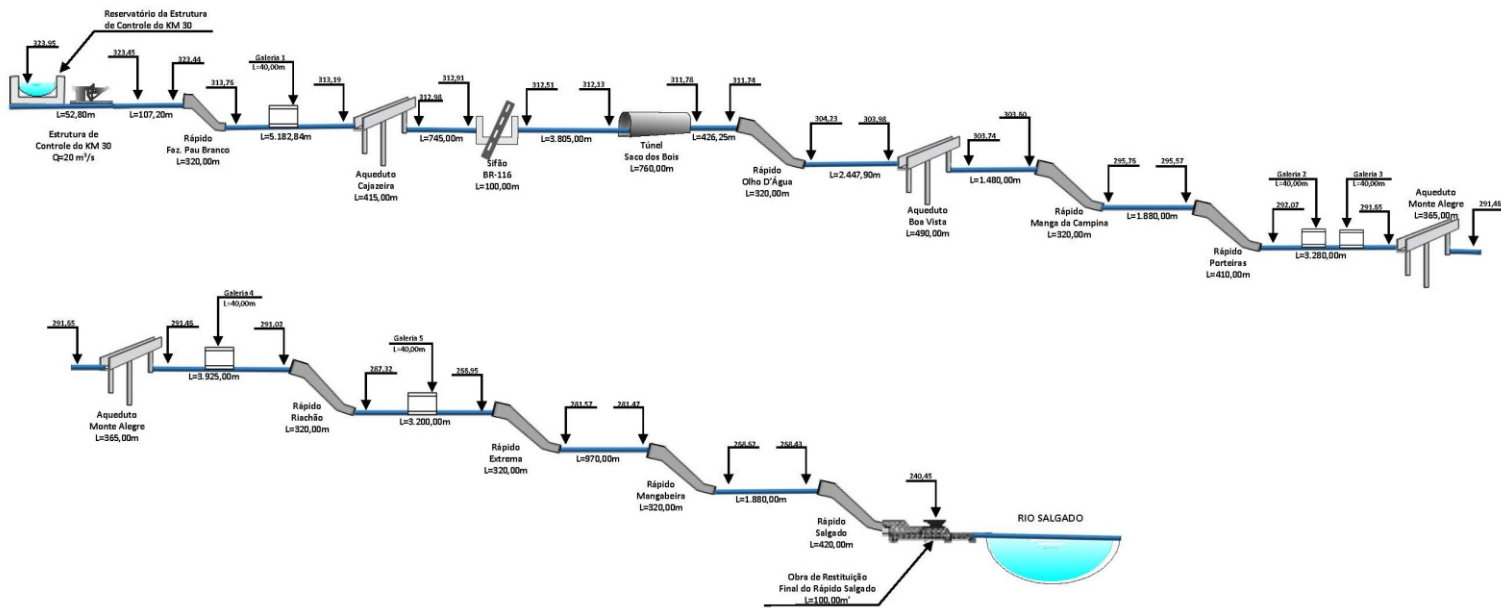 Reservatório da Estrutura
de Controle do KM 30
323,95
323,45
323,44
L=52,80m
L=107,20m
Estrutura de
Controle do KM 30
Q=20 m³/s
Rápido
Faz. Pau Branco
L=320,00m
313,76
Galeria 1
L=40,00m
313,19
L=5.182,84m
Aqueduto
Cajazeira
L=415,00m
312,98
312,91
L=745,00m
Sifão
BR-116
L=100,00m
312,51
312,13
L=3.805,00m
Túnel
Saco dos Bois
L=760,00m
311,78
311,74
L=426,25m
Rápido
Olho D'Água
L=320,00m
304,23
303,98
L=2.447,90m
Aqueduto
Boa Vista
L=490,00m
303,74
303,60
L=1.480,00m
Rápido
Manga da Campina
L=320,00m
295,76
295,57
L=1.880,00m
Rápido
Porteiras
L=410,00m
292,07
Galeria 2
L=40,00m
Galeria 3
L=40,00m
291,65
L=3.280,00m
Aqueduto
Monte Alegre
L=365,00m
291,46
291,65
Aqueduto
Monte Alegre
L=365,00m
291,46
Galeria 4
L=40,00m
291,02
L=3.925,00m
Rápido
Riachão
L=320,00m
287,32
Galeria 5
L=40,00m
286,95
L=3.200,00m
Rápido
Extrema
L=320,00m
281,57
281,47
L=970,00m
Rápido
Mangabeira
L=320,00m
268,62
268,43
L=1.880,00m
Rápido
Salgado
L=420,00m
240,45
RIO SALGADO
Obra de Restituição
Final do Rápido Salgado
L=100,00m'